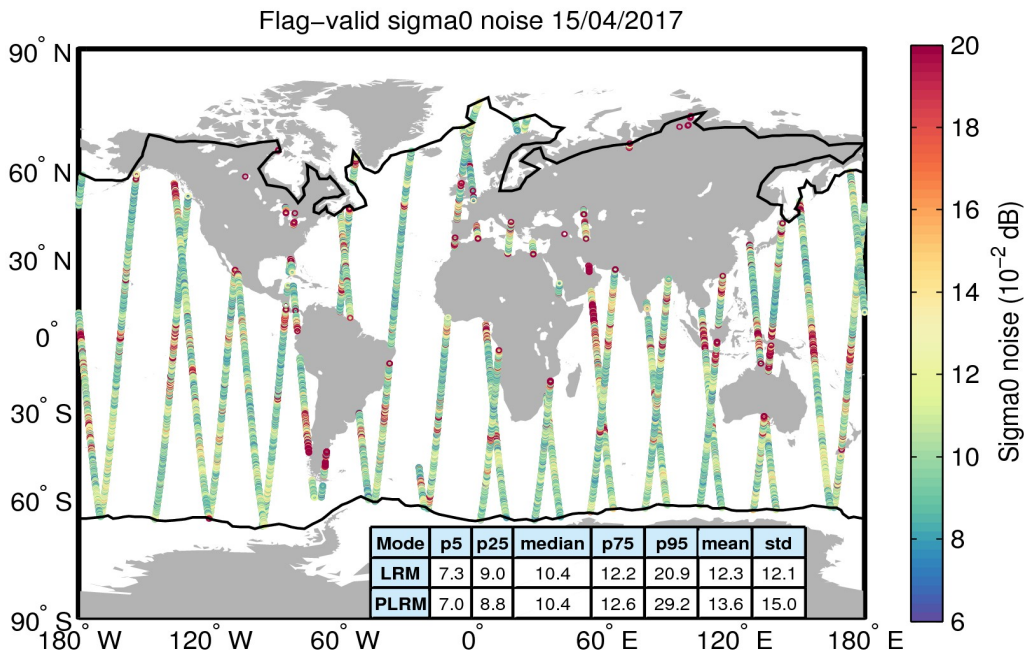 Flag−valid sigma0 noise 15/04/2017
90° N
60° N
30° N
0°
30° S
60° S
90° S
180° W 120° W 60° W 0° 60° E 120° E 180° E
Mode p5 p25 median p75 p95 mean std
LRM 7.3 9.0 10.4 12.2 20.9 12.3 12.1
PLRM 7.0 8.8 10.4 12.6 29.2 13.6 15.0
20
18
16
14
12
10
8
6
Sigma0 noise (10⁻² dB)